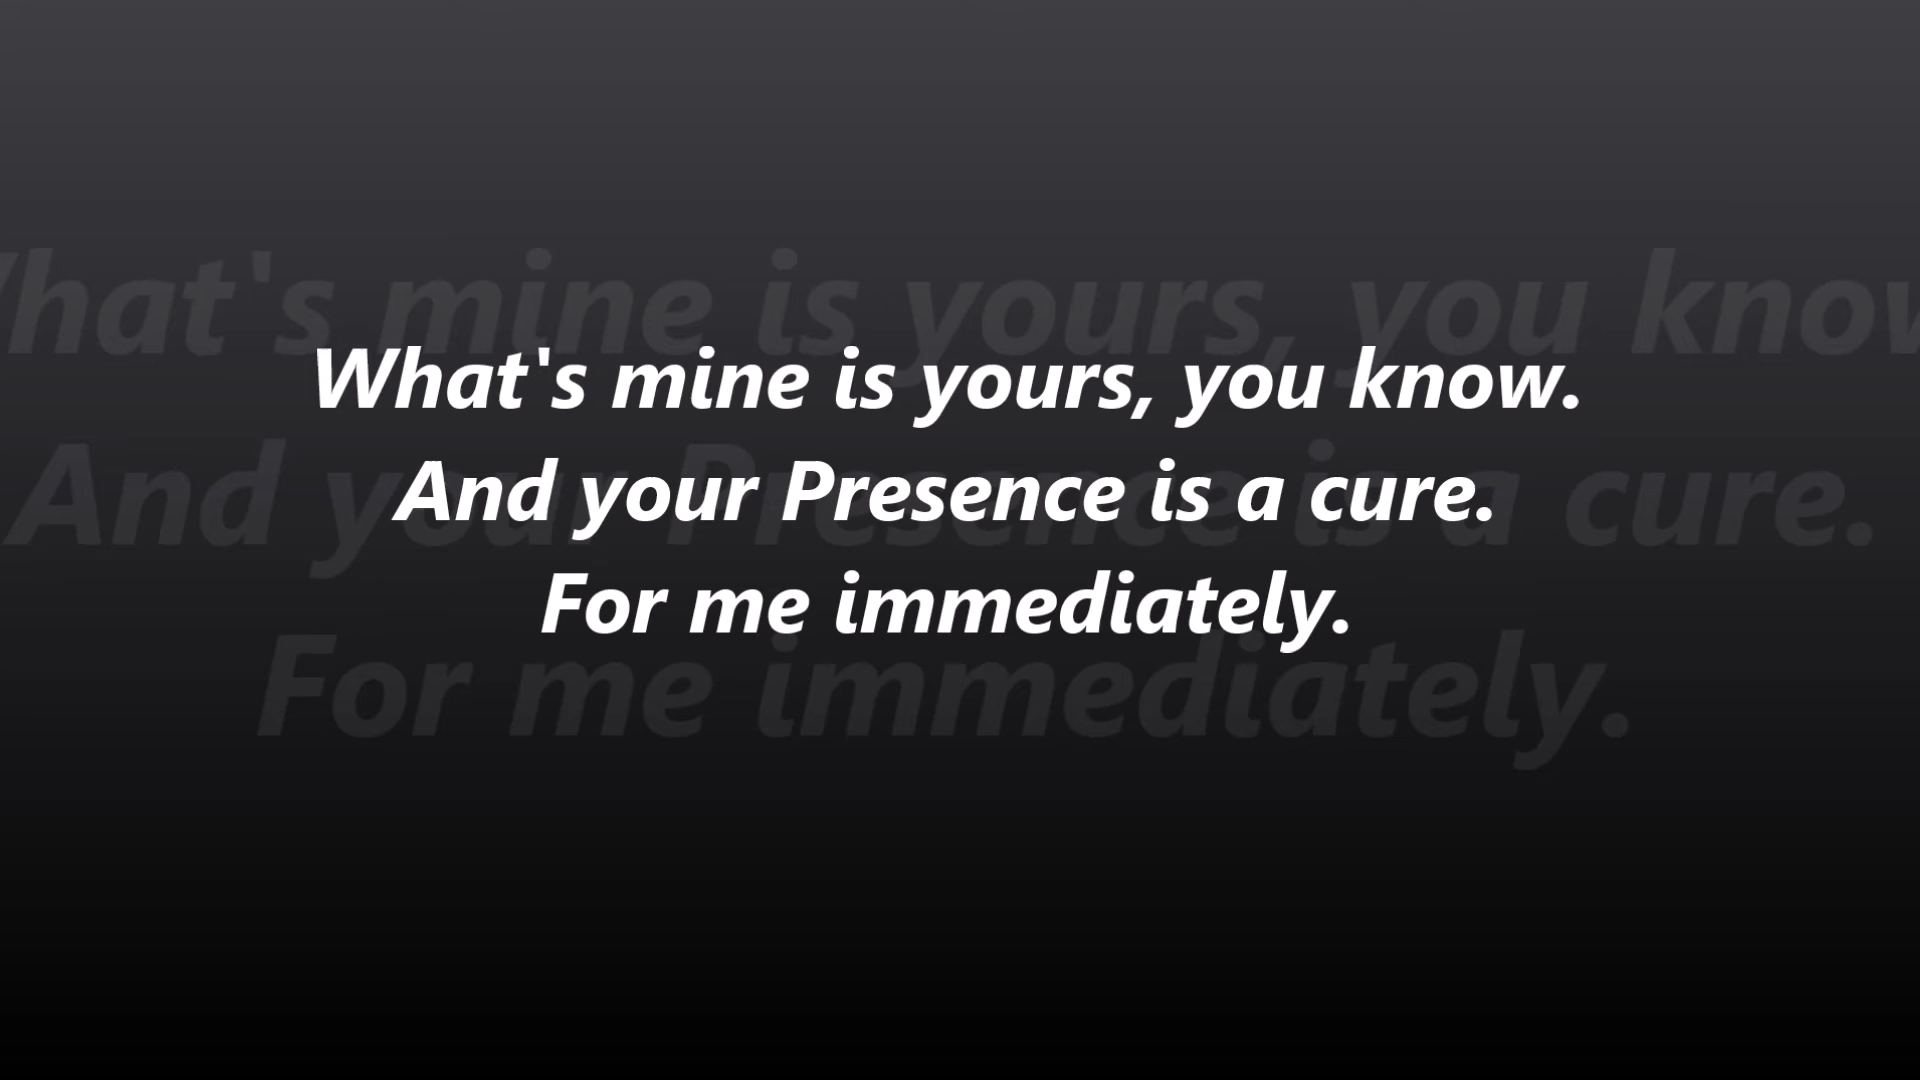 What's mine is yours, you know.
And your Presence is a cure.
For me immediately.